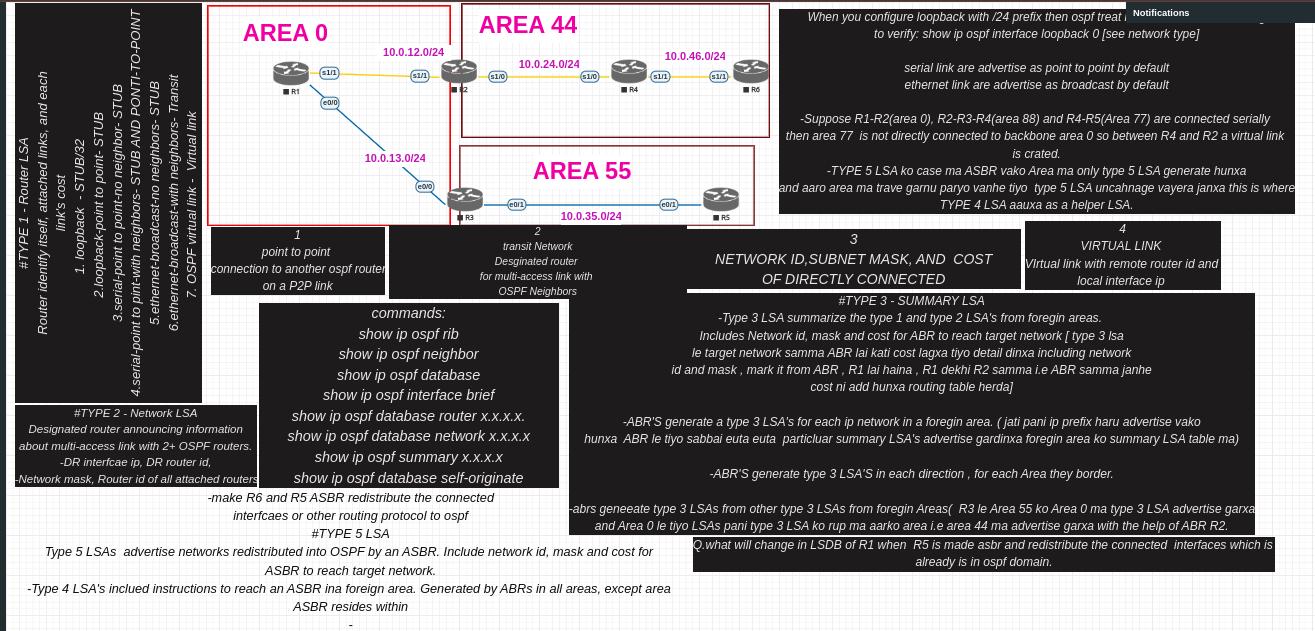 #TYPE 1 - Router LSA
Router identify itself, attached links, and each
link's cost
1. loopback  - STUB/32
2.loopback-point to point- STUB
3.serial-point to point-no neighbor- STUB
4.serial-point to pint-with neighbors- STUB AND PONTI-TO-POINT
5.ethernet-broadcast-no neighbors- STUB
6.ethernet-broadcast-with neighbors- Transit
7. OSPF virtual link -  Virtual link
AREA 0
AREA 44
10.0.12.0/24
10.0.24.0/24
10.0.46.0/24
s1/1
s1/1
s1/0
s1/0
s1/1
s1/1
R1
R2
R4
R6
e0/0
10.0.13.0/24
AREA 55
e0/0
e0/1
e0/1
R3
R5
10.0.35.0/24
Notifications
When you configure loopback with /24 prefix then ospf treat
to verify: show ip ospf interface loopback 0 [see network type]
serial link are advertise as point to point by default
ethernet link are advertise as broadcast by default
-Suppose R1-R2(area 0), R2-R3-R4(area 88) and R4-R5(Area 77) are connected serially
then area 77  is not directly connected to backbone area 0 so between R4 and R2 a virtual link
is crated.
-TYPE 5 LSA ko case ma ASBR vako Area ma only type 5 LSA generate hunxa
and aaro area ma trave garnu paryo vanhe tiyo  type 5 LSA uncahnage vayera janxa this is where
TYPE 4 LSA aauxa as a helper LSA.
1
point to point
connection to another ospf router
on a P2P link
2
transit Network
Desgnated router
for multi-access link with
OSPF Neighbors
3
NETWORK ID,SUBNET MASK, AND  COST
OF DIRECTLY CONNECTED
4
VIRTUAL LINK
VIrtual link with remote router id and
local interface ip
commands:
show ip ospf rib
show ip ospf neighbor
show ip ospf database
show ip ospf interface brief
show ip ospf database router x.x.x.x.
show ip ospf database network x.x.x.x
show ip ospf summary x.x.x.x
show ip ospf database self-originate
#TYPE 3 - SUMMARY LSA
-Type 3 LSA summarize the type 1 and type 2 LSA's from foregin areas.
Includes Network id, mask and cost for ABR to reach target network [ type 3 lsa
le target network samma ABR lai kati cost lagxa tiyo detail dinxa including network
id and mask , mark it from ABR , R1 lai haina , R1 dekhi R2 samma i.e ABR samma janhe
cost ni add hunxa routing table herda]
-ABR'S generate a type 3 LSA's for each ip network in a foregin area. ( jati pani ip prefix haru advertise vako
hunxa  ABR le tiyo sabbai euta euta  particluar summary LSA's advertise gardinxa foregin area ko summary LSA table ma)
-ABR'S generate type 3 LSA'S in each direction , for each Area they border.
-abrs geneeate type 3 LSAs from other type 3 LSAs from foregin Areas(  R3 le Area 55 ko Area 0 ma type 3 LSA advertise garxa
and Area 0 le tiyo LSAs pani type 3 LSA ko rup ma aarko area i.e area 44 ma advertise garxa with the help of ABR R2.
#TYPE 2 - Network LSA
Designated router announcing information
about multi-access link with 2+ OSPF routers.
-DR interfcae ip, DR router id,
-Network mask, Router id of all attached routers
-make R6 and R5 ASBR redistribute the connected
interfcaes or other routing protocol to ospf
#TYPE 5 LSA
Type 5 LSAs  advertise networks redistributed into OSPF by an ASBR. Include network id, mask and cost for
ASBR to reach target network.
-Type 4 LSA's inclued instructions to reach an ASBR ina foreign area. Generated by ABRs in all areas, except area
ASBR resides within
-
Q.what will change in LSDB of R1 when  R5 is made asbr and redistribute the connected  interfaces which is
already is in ospf domain.